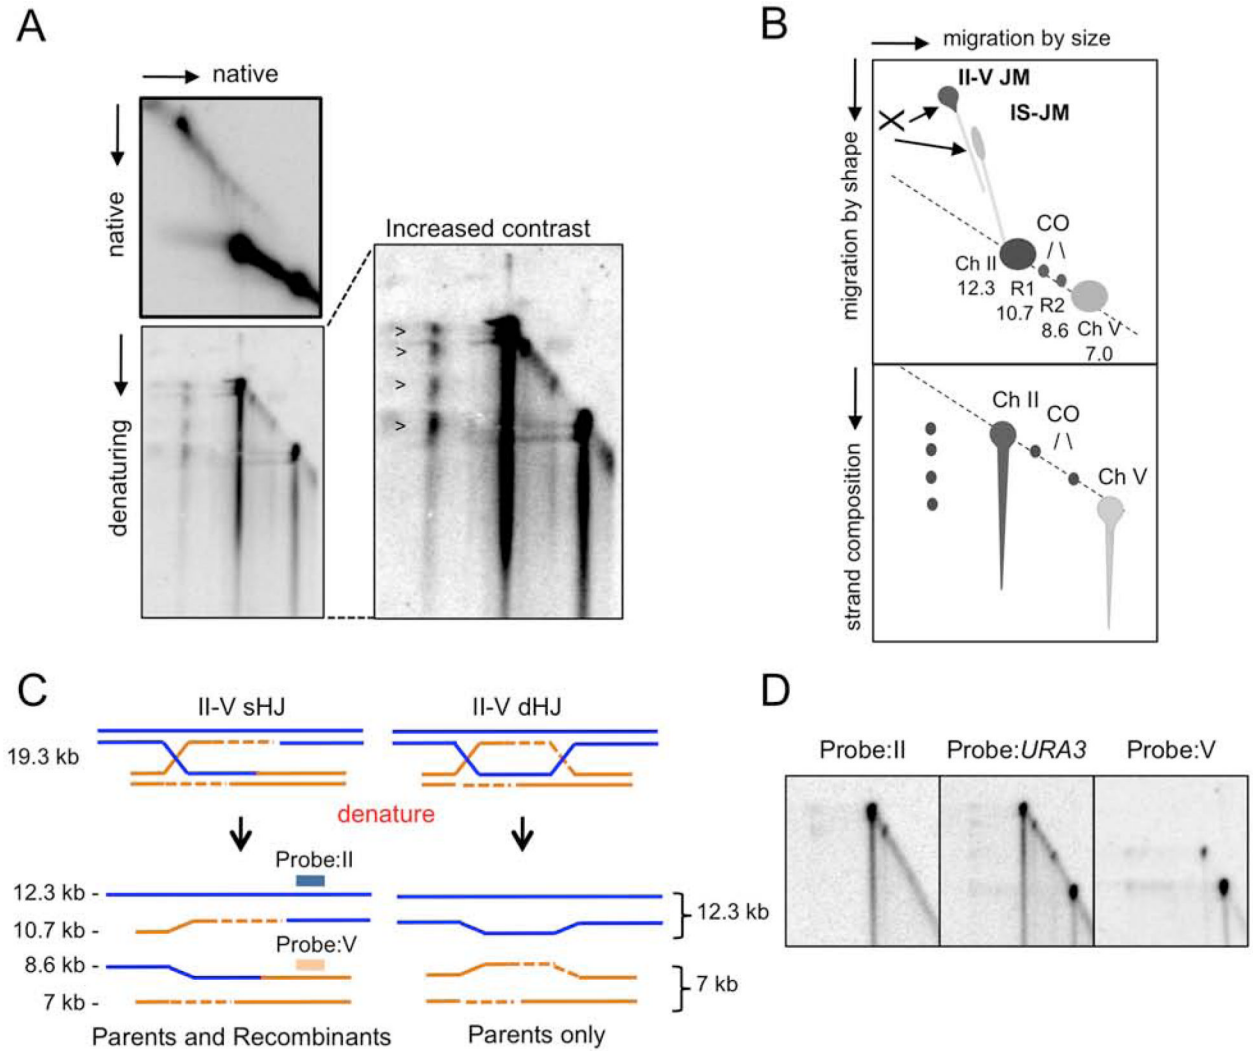 A
native
native
denaturing
Increased contrast
>
>
>
>
B
migration by size
migration by shape
II-V JM
IS-JM
X
CO
Ch II
12.3
R1
10.7
R2
8.6
Ch V
7.0
strand composition
Ch II
CO
Ch V
C
II-V sHJ
II-V dHJ
19.3 kb
denature
Probe:II
12.3 kb -
10.7 kb -
Probe:V
8.6 kb -
7 kb -
12.3 kb
7 kb
Parents and Recombinants
Parents only
D
Probe:II
Probe:URA3
Probe:V